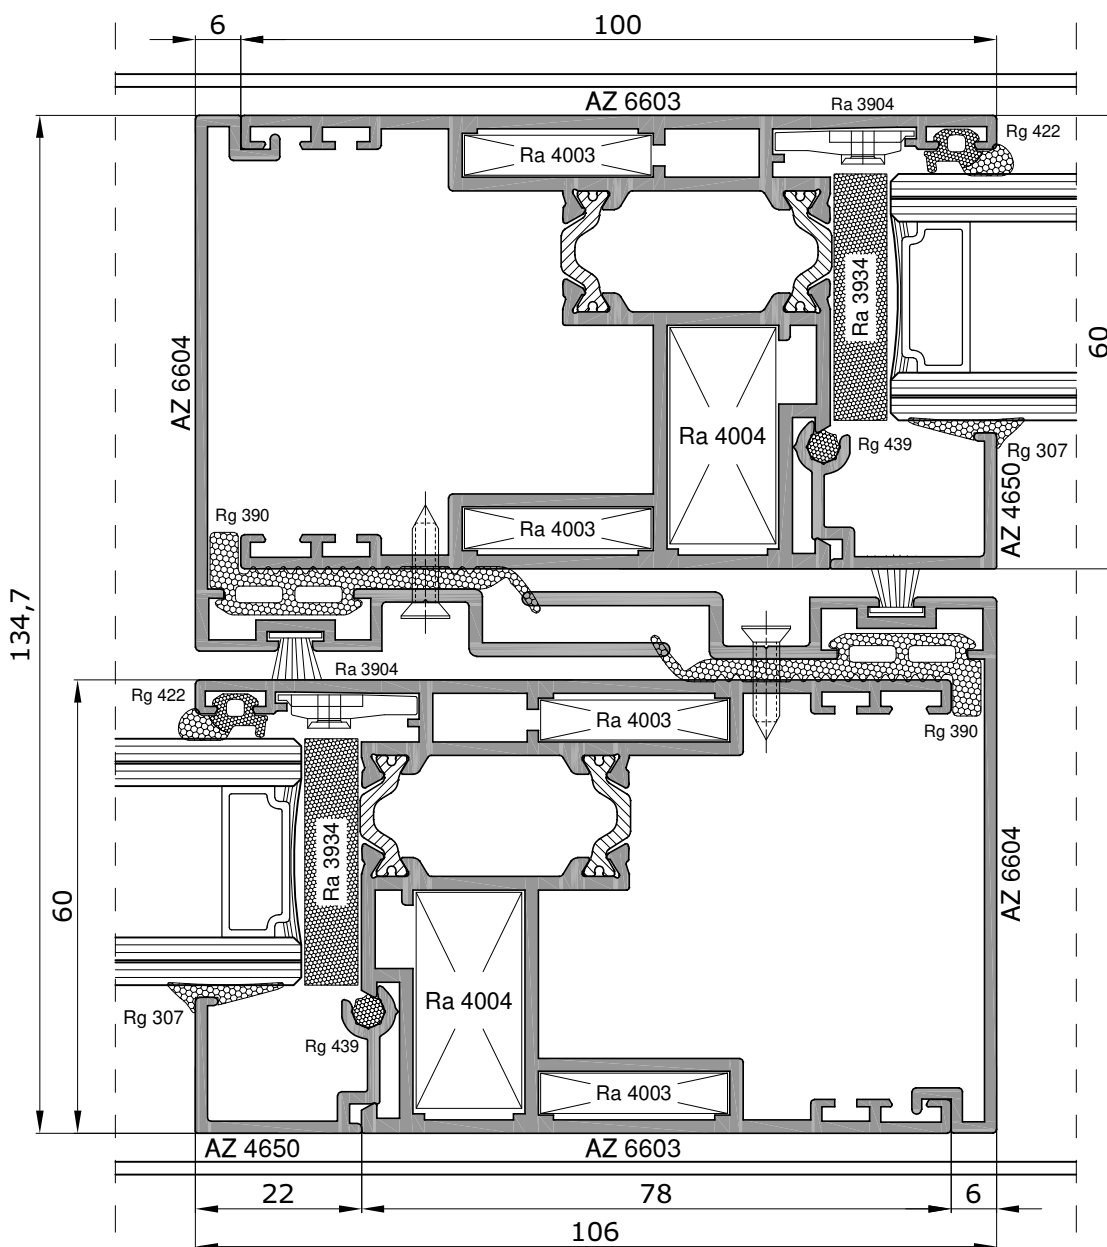 6
100
AZ 6603
Ra 3904
Rg 422
Ra 4003
Ra 3934
60
AZ 6604
Ra 4004
Rg 439
Rg 307
AZ 4650
Rg 390
Ra 4003
134,7
Ra 3904
Rg 422
Ra 4003
Rg 390
Ra 3934
AZ 6604
60
Ra 4004
Rg 307
Rg 439
Ra 4003
AZ 4650
AZ 6603
22
78
6
106